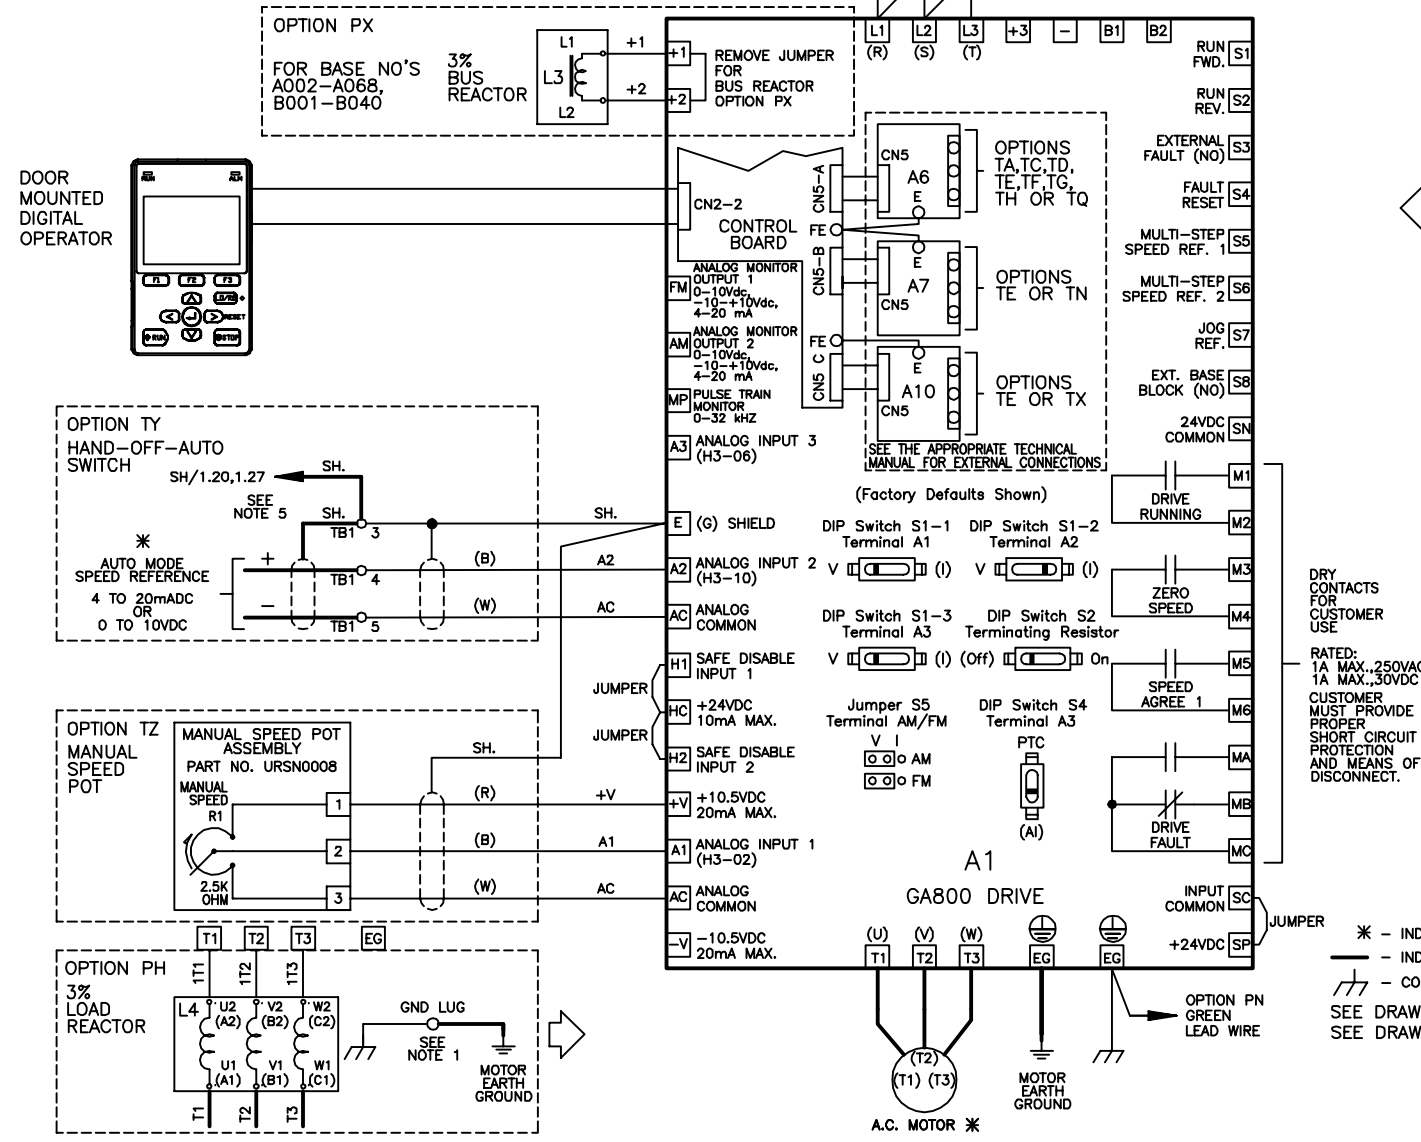 OPTION PX
FOR BASE NO'S
A002-A068,
B001-B040
3%
BUS
REACTOR
L1
L3
L2
+1
+2
+1
+2
REMOVE JUMPER
FOR
BUS REACTOR
OPTION PX
L1
(R)
L2
(S)
L3
(T)
+3
-
B1
B2
RUN
FWD.
S1
RUN
REV.
S2
EXTERNAL
FAULT (NO)
S3
FAULT
RESET
S4
MULTI-STEP
SPEED REF. 1
S5
MULTI-STEP
SPEED REF. 2
S6
JOG
REF.
S7
EXT. BASE
BLOCK (NO)
S8
24VDC
COMMON
SN
DOOR
MOUNTED
DIGITAL
OPERATOR
RUN
ALM
F1
F2
F3
LO/RE
RESET
RUN
STOP
CN2-2
CONTROL
BOARD
CN5-A
FE
CN5-B
FE
CN5 C
CN5
A6
E
E
A7
CN5
E
A10
CN5
OPTIONS
TA,TC,TD,
TE,TF,TG,
TH OR TQ
OPTIONS
TE OR TN
OPTIONS
TE OR TX
SEE THE APPROPRIATE TECHNICAL
MANUAL FOR EXTERNAL CONNECTIONS
FM
ANALOG MONITOR
OUTPUT 1
0-10Vdc,
-10-+10Vdc,
4-20 mA
AM
ANALOG MONITOR
OUTPUT 2
0-10Vdc,
-10-+10Vdc,
4-20 mA
MP
PULSE TRAIN
MONITOR
0-32 kHZ
A3
ANALOG INPUT 3
(H3-06)
E
(G) SHIELD
A2
ANALOG INPUT 2
(H3-10)
AC
ANALOG
COMMON
H1
SAFE DISABLE
INPUT 1
HC
+24VDC
10mA MAX.
H2
SAFE DISABLE
INPUT 2
+V
+10.5VDC
20mA MAX.
A1
ANALOG INPUT 1
(H3-02)
AC
ANALOG
COMMON
-V
-10.5VDC
20mA MAX.
JUMPER
JUMPER
OPTION TY
HAND-OFF-AUTO
SWITCH
SH/1.20,1.27
SH.
SEE
NOTE 5
SH.
TB1 3
SH.
*
AUTO MODE
SPEED REFERENCE
4 TO 20mADC
OR
0 TO 10VDC
+
TB1 4
(B)
A2
-
TB1 5
(W)
AC
OPTION TZ
MANUAL
SPEED
POT
MANUAL SPEED POT
ASSEMBLY
PART NO. URSN0008
MANUAL
SPEED
R1
2.5K
OHM
1
2
3
SH.
(R)
+V
(B)
A1
(W)
AC
(Factory Defaults Shown)
DIP Switch S1-1
Terminal A1
V (I)
DIP Switch S1-2
Terminal A2
V (I)
DIP Switch S1-3
Terminal A3
V (I)
DIP Switch S2
Terminating Resistor
(Off) On
Jumper S5
Terminal AM/FM
V I
AM
FM
DIP Switch S4
Terminal A3
PTC
(AI)
A1
GA800 DRIVE
M1
DRIVE
RUNNING
M2
M3
ZERO
SPEED
M4
M5
SPEED
AGREE 1
M6
MA
MB
DRIVE
FAULT
MC
INPUT
COMMON
SC
JUMPER
+24VDC
SP
DRY
CONTACTS
FOR
CUSTOMER
USE
RATED:
1A MAX.,250VAC
1A MAX.,30VDC
CUSTOMER
MUST PROVIDE
PROPER
SHORT CIRCUIT
PROTECTION
AND MEANS OF
DISCONNECT.
T1
T2
T3
EG
OPTION PH
3%
LOAD
REACTOR
1T1
1T2
1T3
L4
U2
(A2)
V2
(B2)
W2
(C2)
U1
(A1)
V1
(B1)
W1
(C1)
T1
T2
T3
GND LUG
SEE
NOTE 1
MOTOR
EARTH
GROUND
(U)
T1
(V)
T2
(W)
T3
EG
EG
(T2)
(T1) (T3)
A.C. MOTOR *
MOTOR
EARTH
GROUND
OPTION PN
GREEN
LEAD WIRE
* - IND
- IND
- CO
SEE DRAW
SEE DRAW